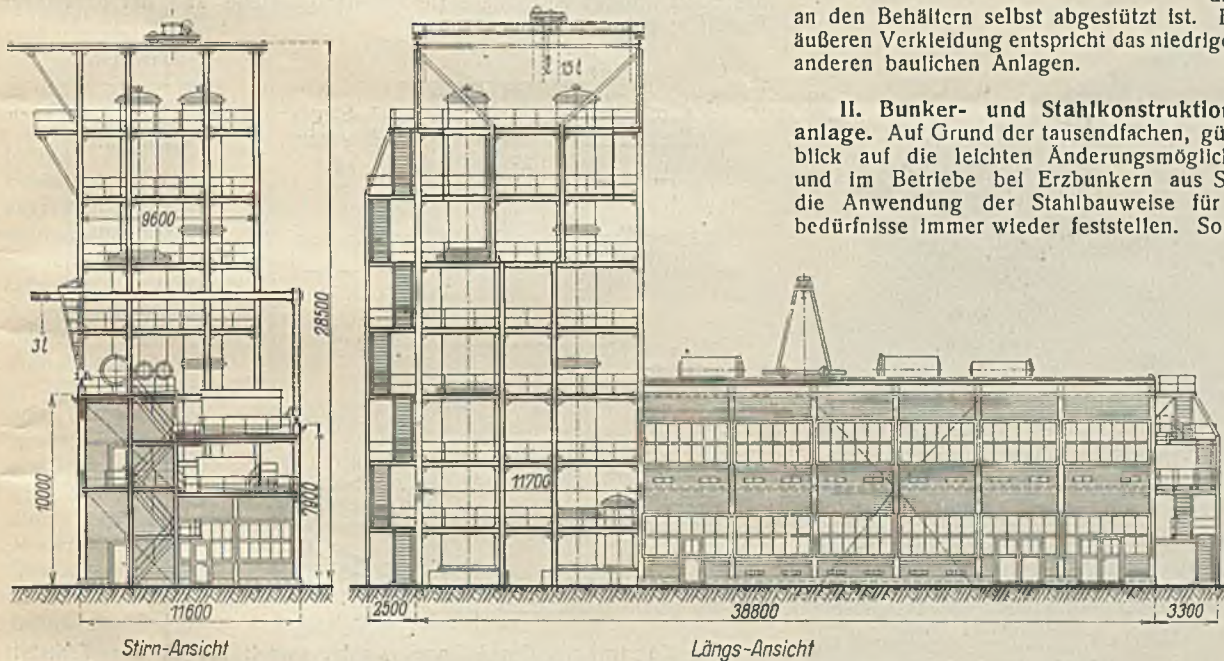 an den Behältern selbst abgestützt ist.
äußeren Verkleidung entspricht das niedrige
anderen baulichen Anlagen.
II. Bunker- und Stahlkonstruktion
anlage. Auf Grund der tausendfachen, gü
blick auf die leichten Änderungsmöglich
und im Betriebe bei Erzbunkern aus S
die Anwendung der Stahlbauweise für
bedürfnisse immer wieder feststellen. So
9600
28500
3t
10000
7900
11600
Stirn-Ansicht
11700
2500
38800
3300
Längs-Ansicht